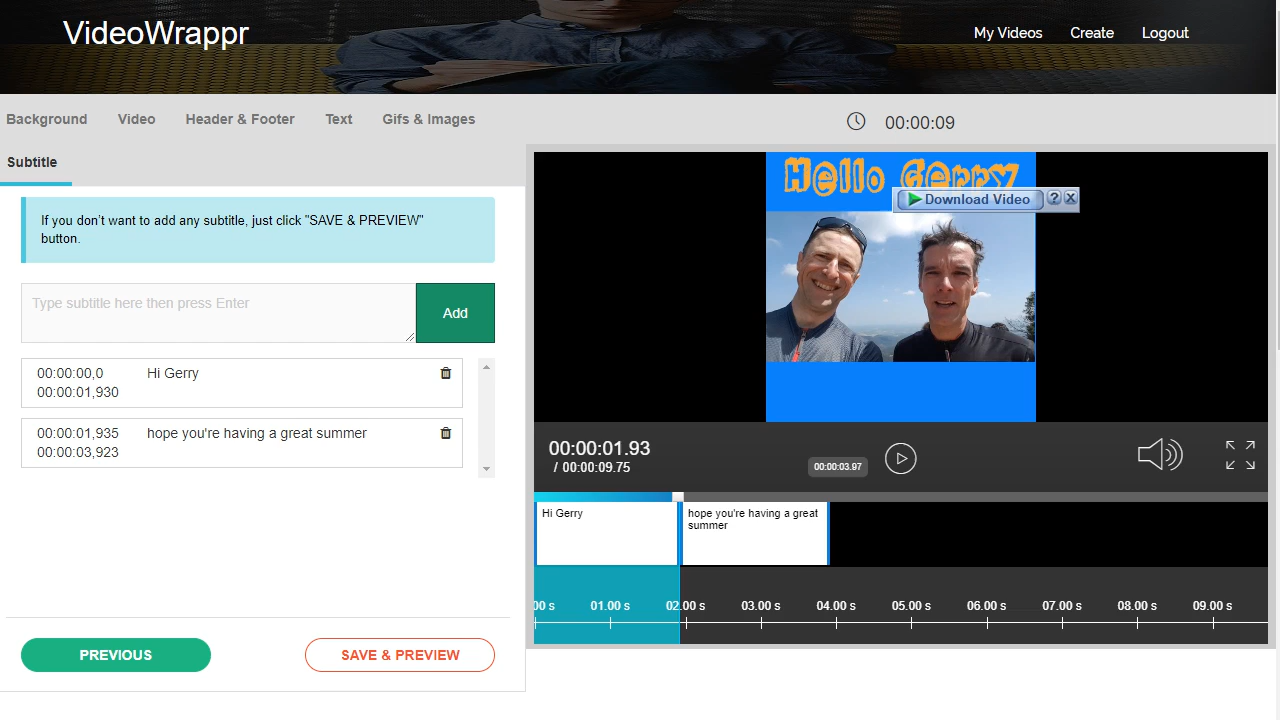 VideoWrappr
My Videos Create Logout
Background Video Header & Footer Text Gifs & Images
Subtitle
00:00:09
If you don't want to add any subtitle, just click "SAVE & PREVIEW"
button.
Type subtitle here then press Enter
Add
00:00:00,0 Hi Gerry
00:00:01,930
00:00:01,935 hope you're having a great summer
00:00:03,923
PREVIOUS
SAVE & PREVIEW
Hello Gerry
Download Video ? X
00:00:01.93
/ 00:00:09.75
00:00:03.97
Hi Gerry
hope you're having a great
summer
00 s 01.00 s 02.00 s 03.00 s 04.00 s 05.00 s 06.00 s 07.00 s 08.00 s 09.00 s